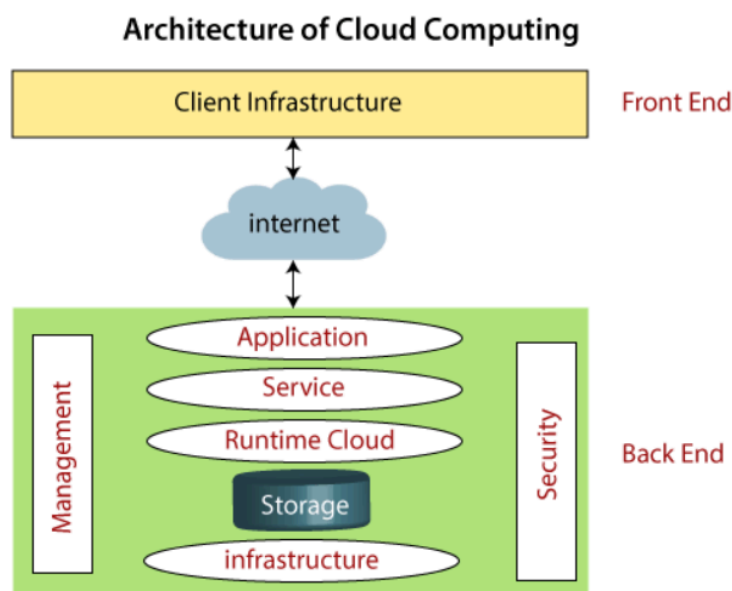 Architecture of Cloud Computing
Client Infrastructure
Front End
internet
Application
Service
Runtime Cloud
Storage
infrastructure
Management
Security
Back End